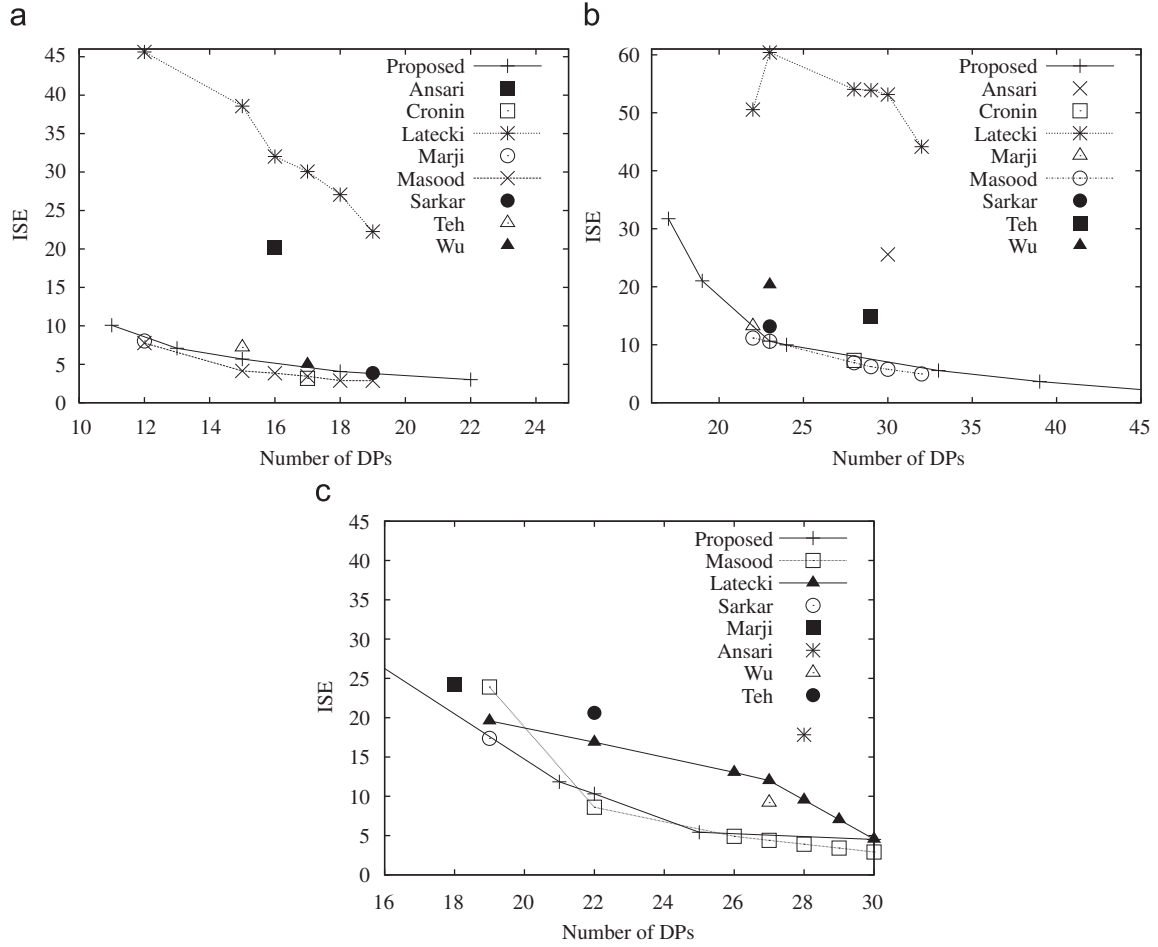 a
45
40
35
30
25
20
15
10
5
0
10
12
14
16
18
20
22
24
ISE
Number of DPs
Proposed
Ansari
Cronin
Latecki
Marji
Masood
Sarkar
Teh
Wu
b
60
50
40
30
20
10
0
20
25
30
35
40
45
ISE
Number of DPs
Proposed
Ansari
Cronin
Latecki
Marji
Masood
Sarkar
Teh
Wu
c
45
40
35
30
25
20
15
10
5
0
16
18
20
22
24
26
28
30
ISE
Number of DPs
Proposed
Masood
Latecki
Sarkar
Marji
Ansari
Wu
Teh